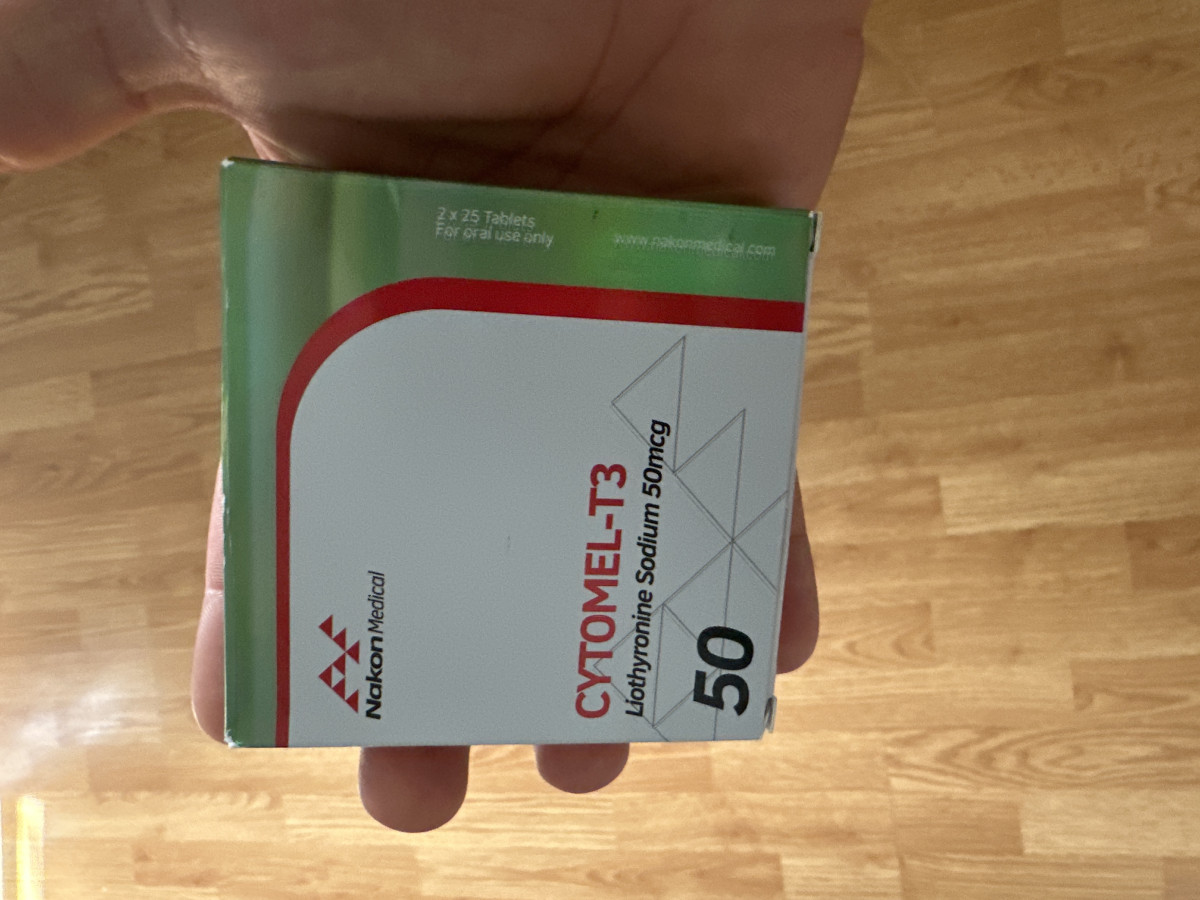 2 x 25 Tablets
For oral use only
www.nakonmedical.com
Nakon Medical
CYTOMEL-T3
Liothyronine Sodium 50mcg
50